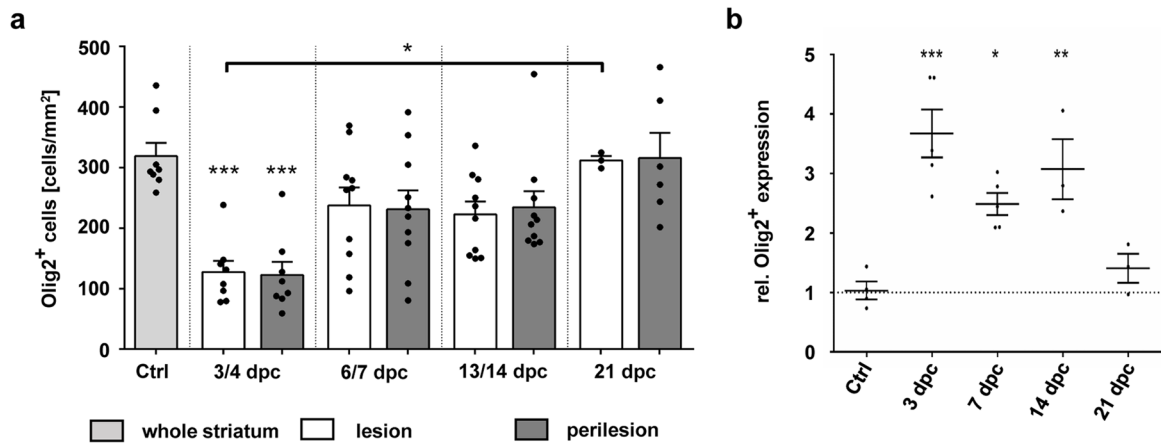 a
Olig2+ cells [cells/mm²]
500
400
300
200
100
0
*
*** ***
Ctrl 3/4 dpc 6/7 dpc 13/14 dpc 21 dpc
whole striatum lesion perilesion
b
rel. Olig2+ expression
5
4
3
2
1
0
*** * **
Ctrl 3 dpc 7 dpc 14 dpc 21 dpc